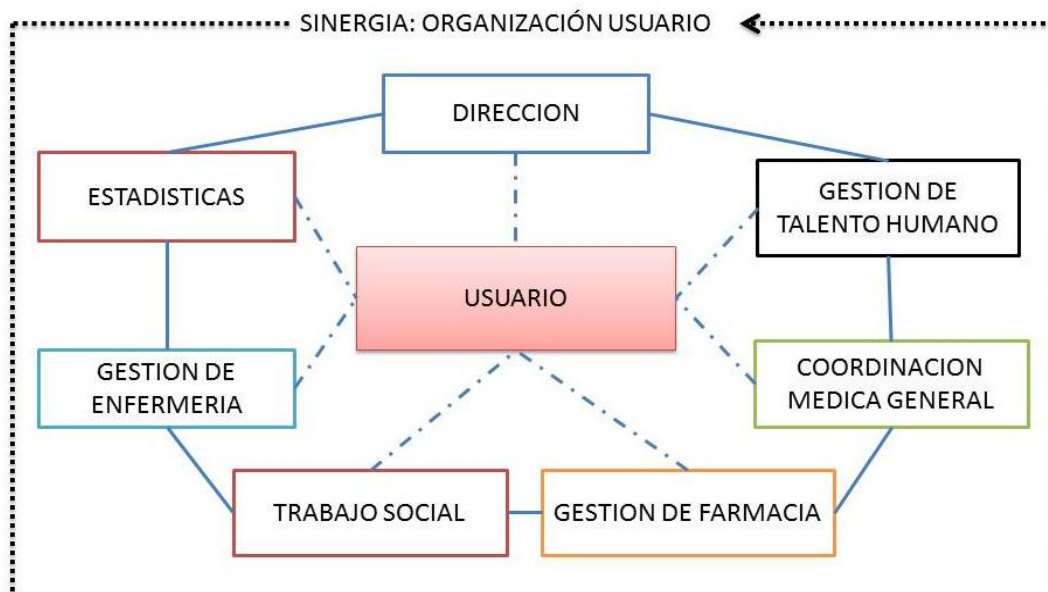 SINERGIA: ORGANIZACIÓN USUARIO
DIRECCION
ESTADISTICAS
GESTION DE
TALENTO HUMANO
USUARIO
GESTION DE
ENFERMERIA
COORDINACION
MEDICA GENERAL
TRABAJO SOCIAL
GESTION DE FARMACIA